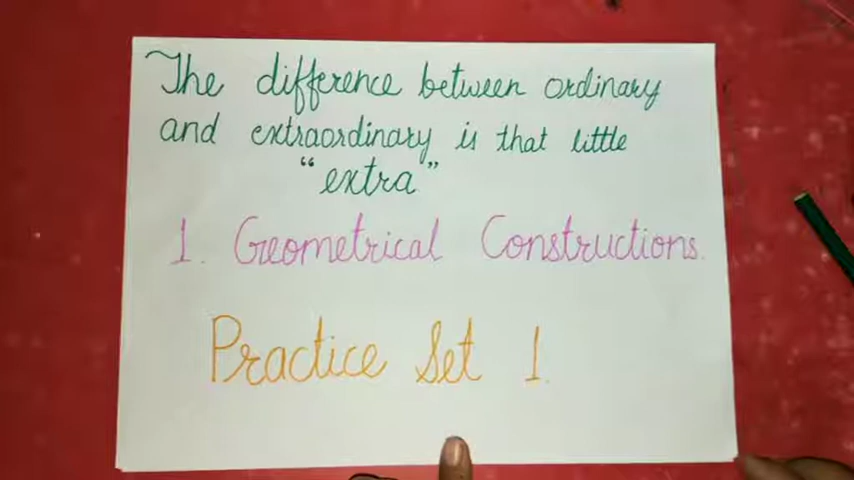 The difference between ordinary
and extraordinary is that little
“extra”
1. Geometrical Constructions.
Practice Set 1.